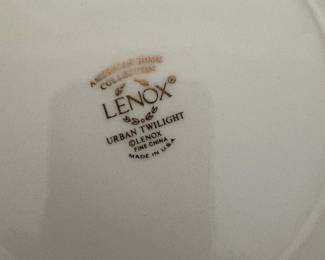 AMERICAN HOME
COLLECTION
LENOX®
URBAN TWILIGHT
©LENOX
FINE CHINA
MADE IN U.S.A.